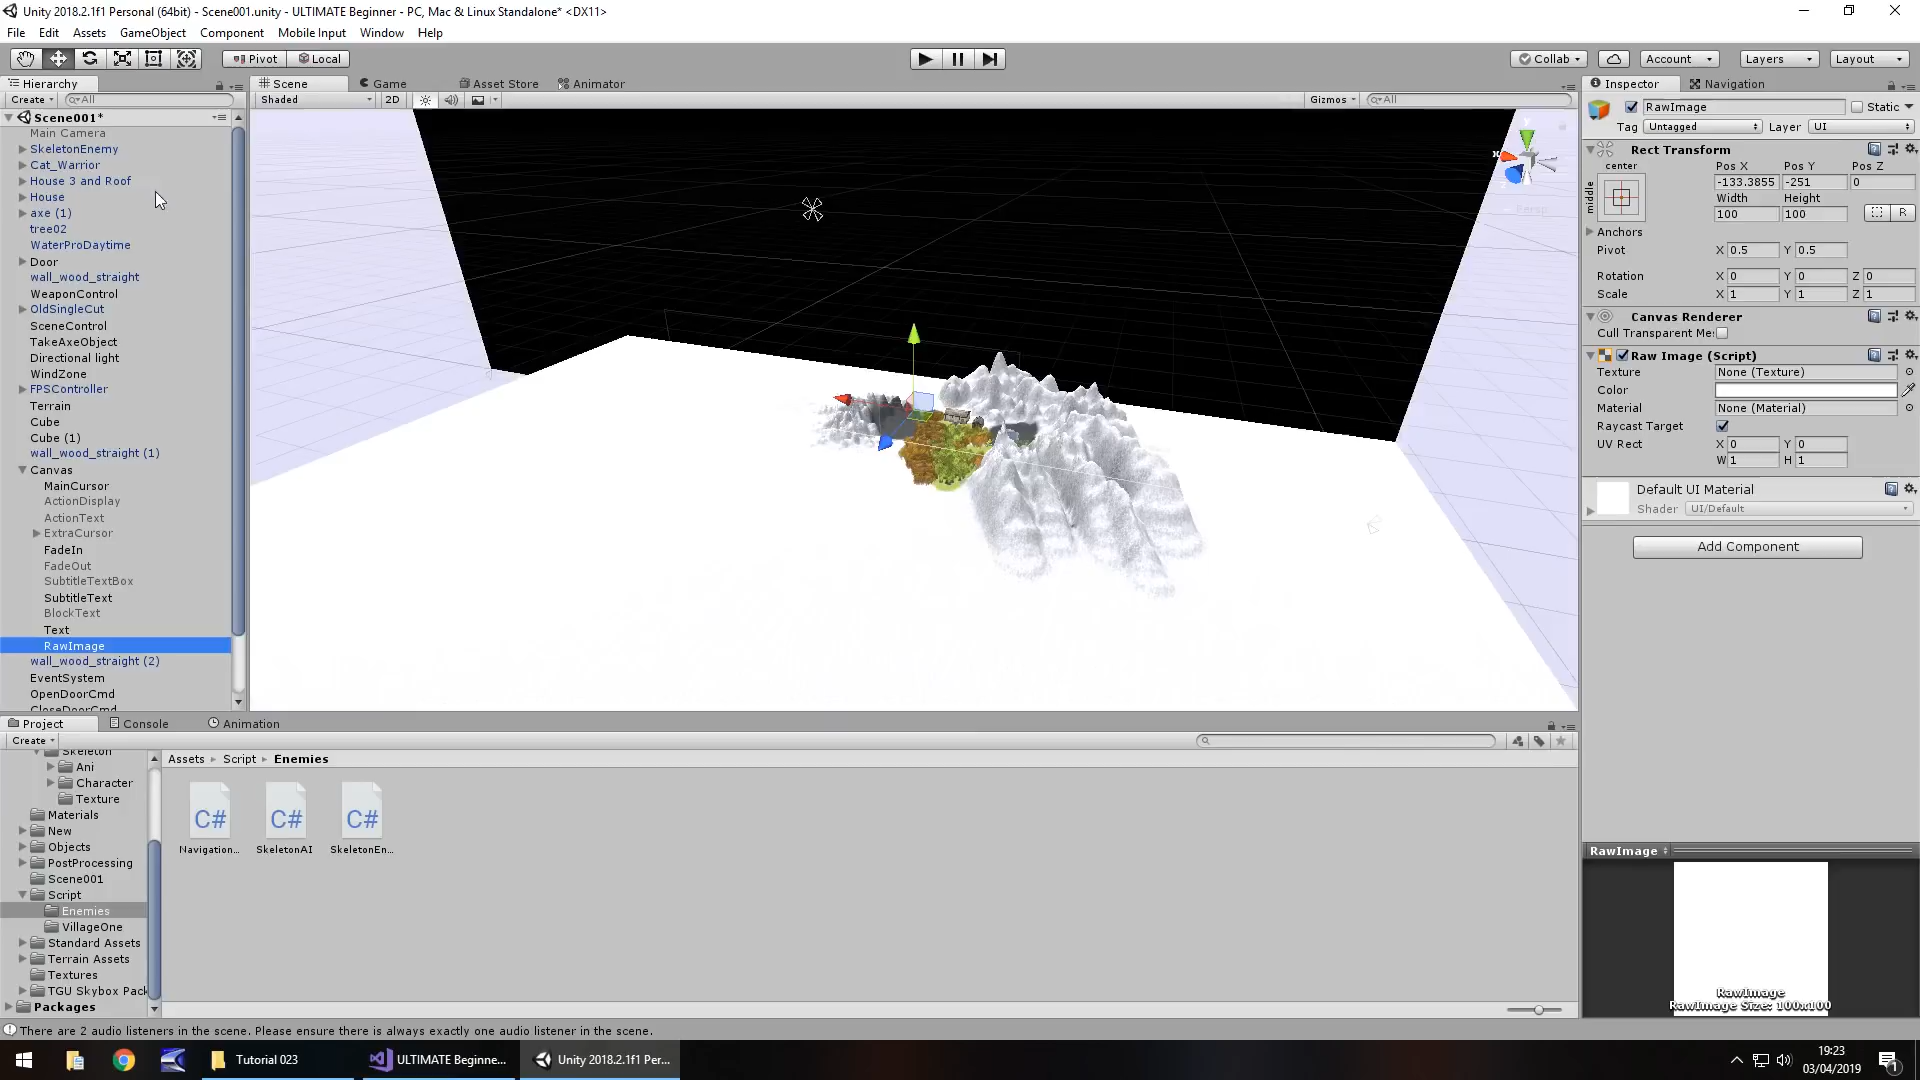 Unity 2018.2.1f1 Personal (64bit) - Scene001.unity - ULTIMATE Beginner - PC, Mac & Linux Standalone* <DX11>
File Edit Assets GameObject Component Mobile Input Window Help
Pivot Local Collab Account Layers Layout
Hierarchy
Create All
Scene001*
Main Camera
SkeletonEnemy
Cat_Warrior
House 3 and Roof
House
axe (1)
tree02
WaterProDaytime
Door
wall_wood_straight
WeaponControl
OldSingleCut
SceneControl
TakeAxeObject
Directional light
WindZone
FPSController
Terrain
Cube
Cube (1)
wall_wood_straight (1)
Canvas
MainCursor
ActionDisplay
ActionText
ExtraCursor
FadeIn
FadeOut
SubtitleTextBox
SubtitleText
BlockText
Text
RawImage
wall_wood_straight (2)
EventSystem
OpenDoorCmd
CloseDoorCmd
Scene Game Asset Store Animator
Shaded 2D Gizmos All
y
x
Persp
Inspector Navigation
RawImage Static
Tag Untagged Layer UI
Rect Transform
center Pos X Pos Y Pos Z
middle -133.3855 -251 0
Width Height
100 100 R
Anchors
Pivot X 0.5 Y 0.5
Rotation X 0 Y 0 Z 0
Scale X 1 Y 1 Z 1
Canvas Renderer
Cull Transparent Me:
Raw Image (Script)
Texture None (Texture)
Color
Material None (Material)
Raycast Target
UV Rect X 0 Y 0
W 1 H 1
Default UI Material
Shader UI/Default
Add Component
RawImage
RawImage
RawImage Size: 100x100
Project Console Animation
Create
Skeleton
Ani
Character
Texture
Materials
New
Objects
PostProcessing
Scene001
Script
Enemies
VillageOne
Standard Assets
Terrain Assets
Textures
TGU Skybox Pack
Packages
Assets Script Enemies
C# C# C#
Navigation... SkeletonAI SkeletonEn...
There are 2 audio listeners in the scene. Please ensure there is always exactly one audio listener in the scene.
Tutorial 023 ULTIMATE Beginne... Unity 2018.2.1f1 Per...
19:23
03/04/2019
1